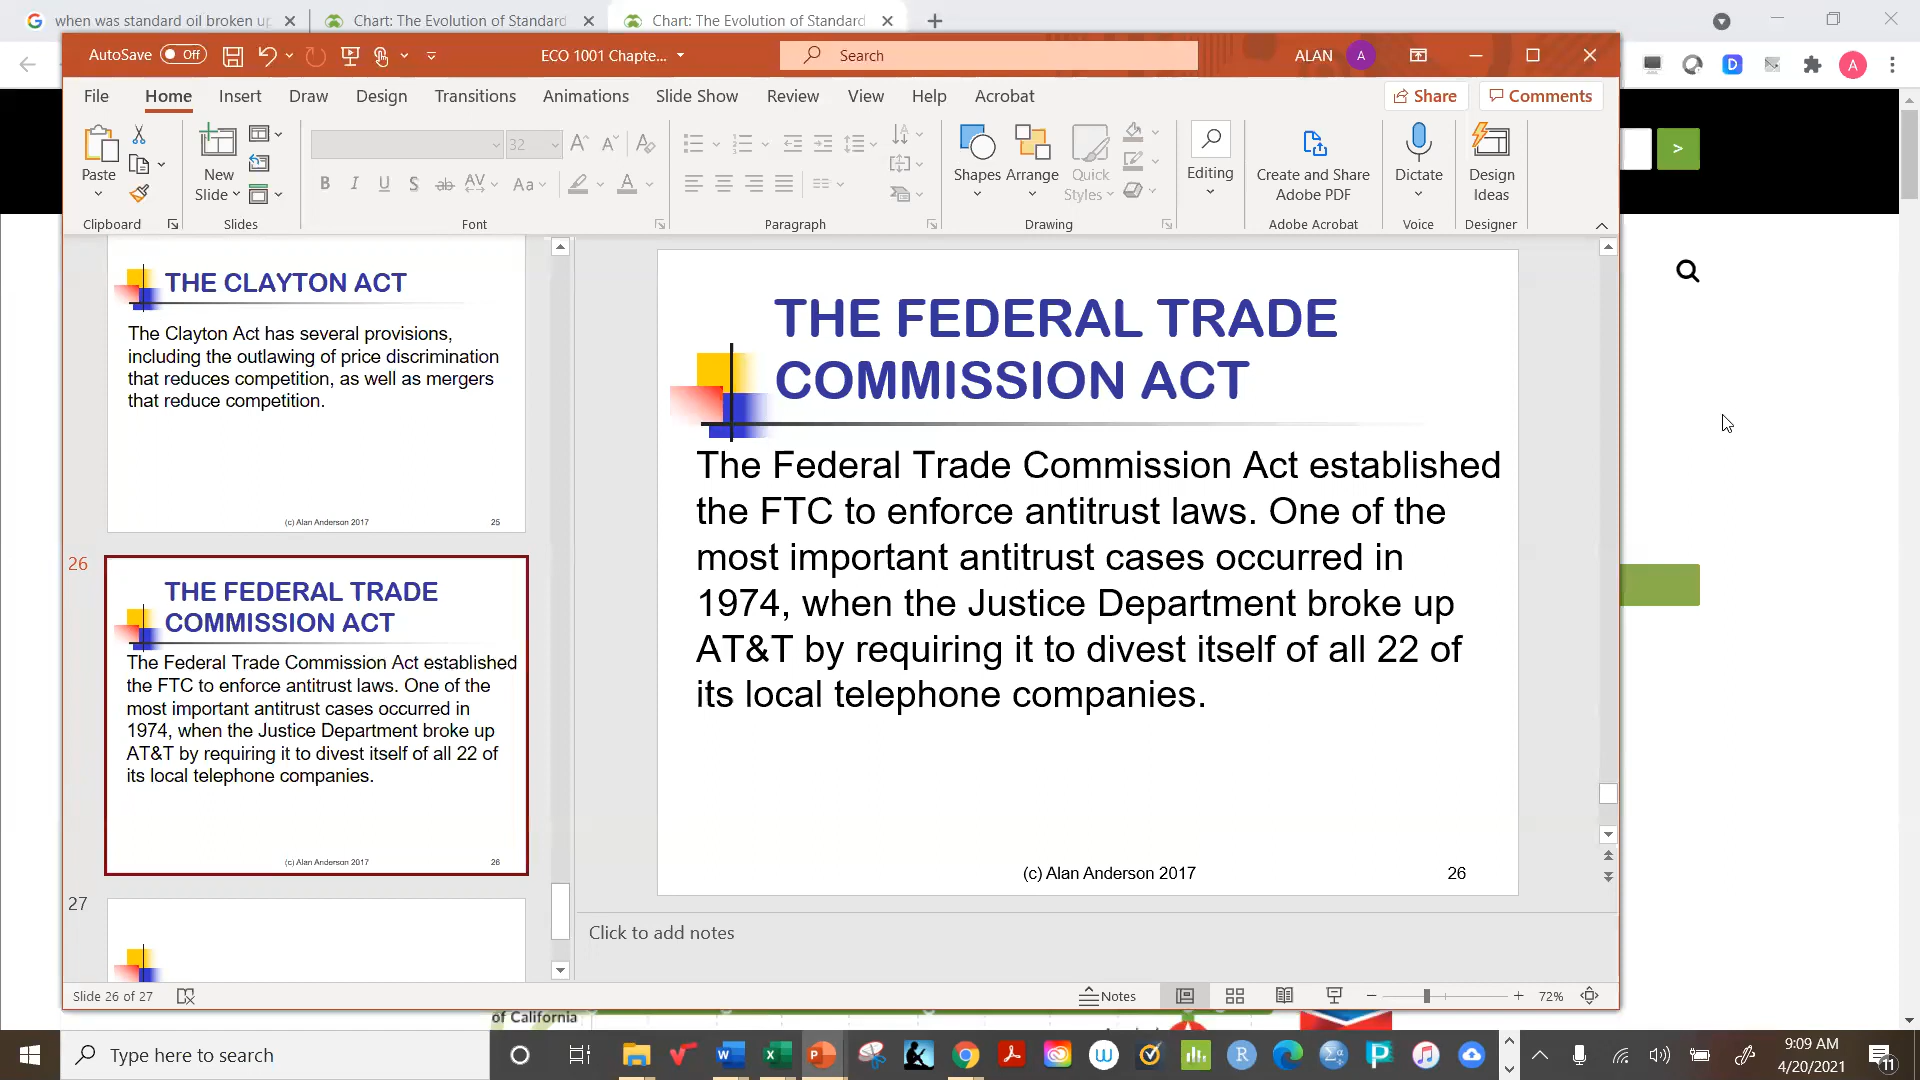 when was standard oil broken up
Chart: The Evolution of Standard
Chart: The Evolution of Standard
AutoSave Off
ECO 1001 Chapte...
Search
ALAN A
File Home Insert Draw Design Transitions Animations Slide Show Review View Help Acrobat
Share Comments
Paste
New Slide
32
Shapes Arrange Quick Styles
Editing
Create and Share Adobe PDF
Dictate
Design Ideas
Clipboard Slides Font Paragraph Drawing Adobe Acrobat Voice Designer
THE CLAYTON ACT
The Clayton Act has several provisions,
including the outlawing of price discrimination
that reduces competition, as well as mergers
that reduce competition.
(c) Alan Anderson 2017 25
26
THE FEDERAL TRADE
COMMISSION ACT
The Federal Trade Commission Act established
the FTC to enforce antitrust laws. One of the
most important antitrust cases occurred in
1974, when the Justice Department broke up
AT&T by requiring it to divest itself of all 22 of
its local telephone companies.
(c) Alan Anderson 2017 26
27
THE FEDERAL TRADE
COMMISSION ACT
The Federal Trade Commission Act established
the FTC to enforce antitrust laws. One of the
most important antitrust cases occurred in
1974, when the Justice Department broke up
AT&T by requiring it to divest itself of all 22 of
its local telephone companies.
(c) Alan Anderson 2017 26
Click to add notes
Slide 26 of 27
Notes
72%
of California
Type here to search
9:09 AM
4/20/2021
11